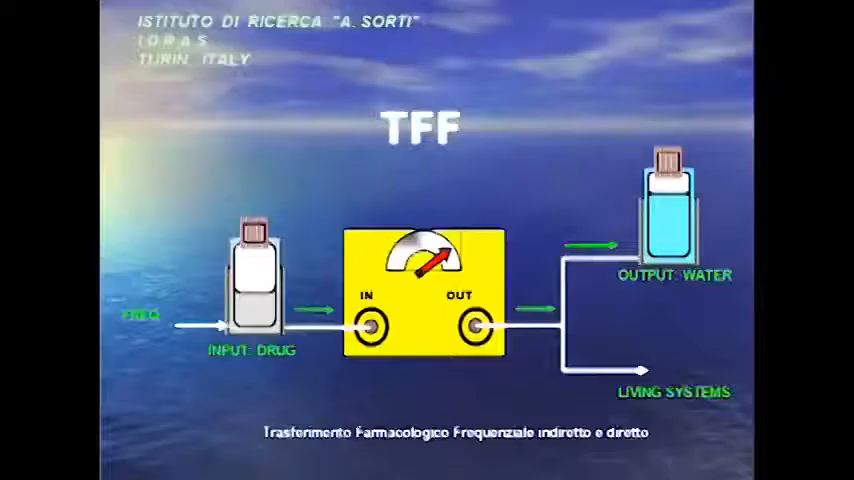 ISTITUTO DI RICERCA "A. SORTI"
I D R A S
TURIN, ITALY
TFF
OUTPUT: WATER
IN
OUT
FREQ.
INPUT: DRUG
LIVING SYSTEMS
Trasferimento Farmacologico Frequenziale indiretto e diretto